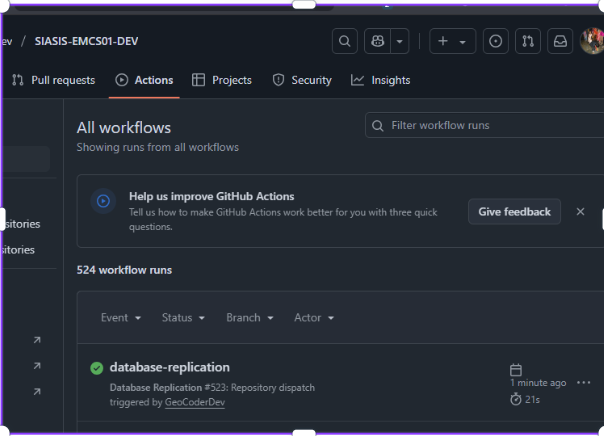 ev / SIASIS-EMCS01-DEV
Pull requests Actions Projects Security Insights
All workflows
Filter workflow runs
Showing runs from all workflows
Help us improve GitHub Actions
Tell us how to make GitHub Actions work better for you with three quick
questions.
Give feedback
sitories
sitories
524 workflow runs
Event Status Branch Actor
database-replication
Database Replication #523: Repository dispatch
triggered by GeoCoderDev
1 minute ago
21s